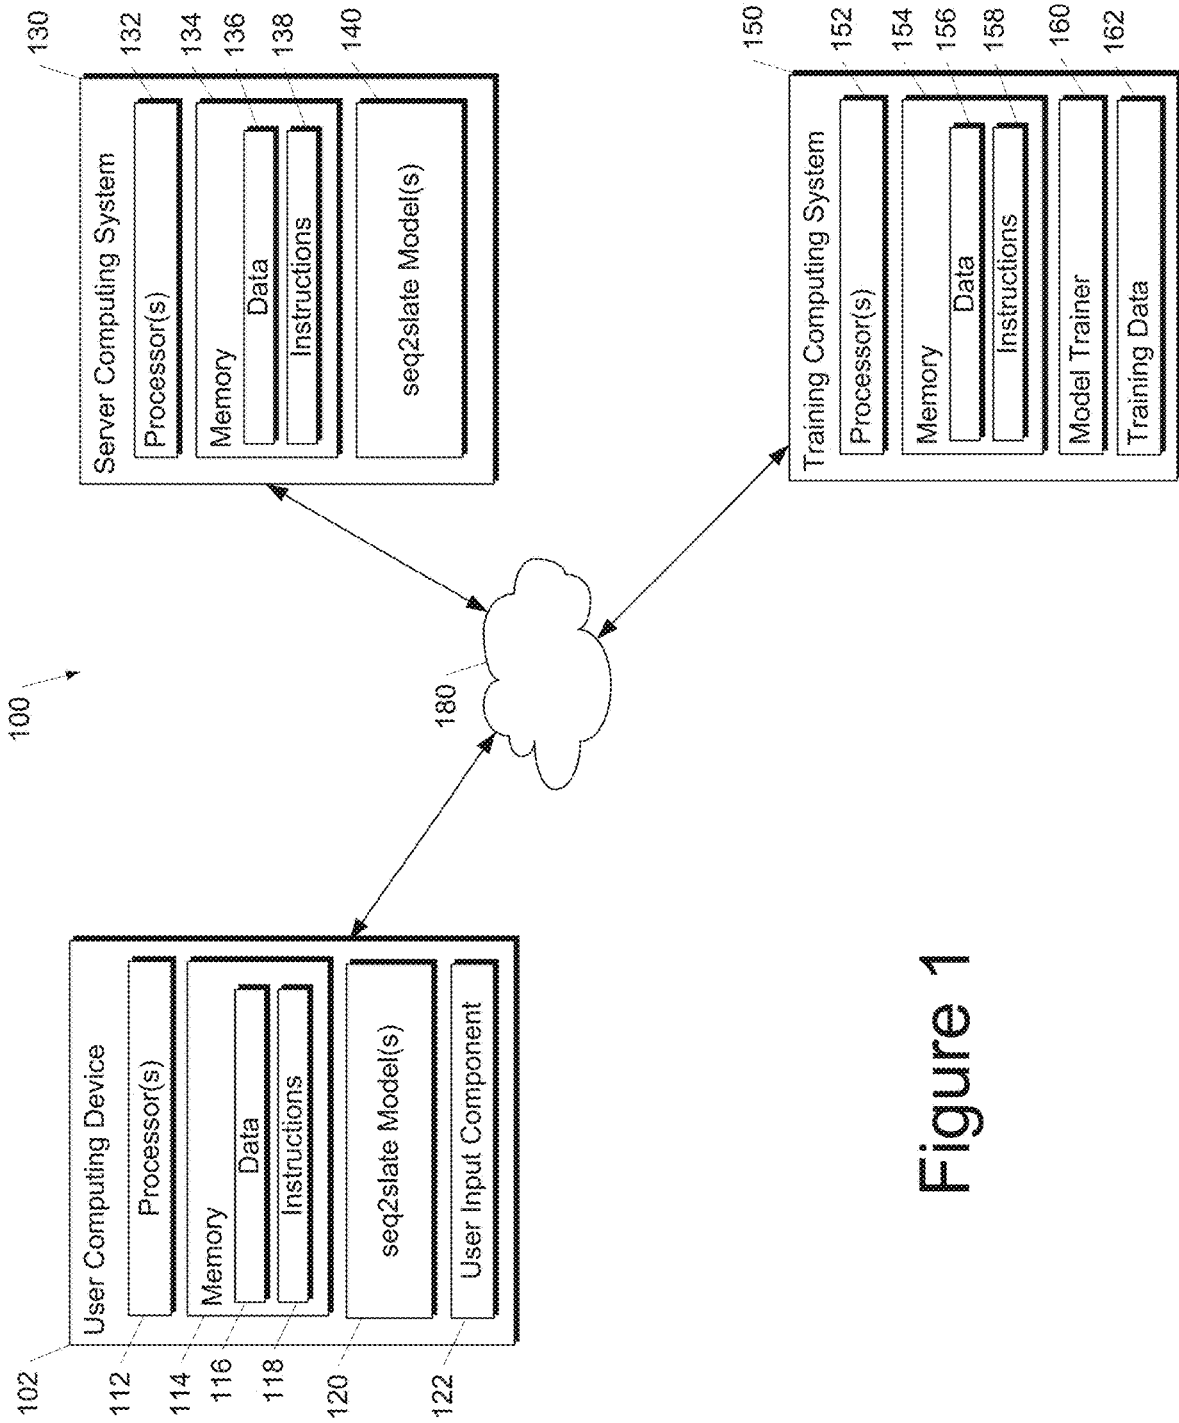 100
102
User Computing Device
112
Processor(s)
114
Memory
116
Data
118
Instructions
120
seq2slate Model(s)
122
User Input Component
180
130
Server Computing System
132
Processor(s)
134
Memory
136
Data
138
Instructions
140
seq2slate Model(s)
150
Training Computing System
152
Processor(s)
154
Memory
156
Data
158
Instructions
160
Model Trainer
162
Training Data
Figure 1